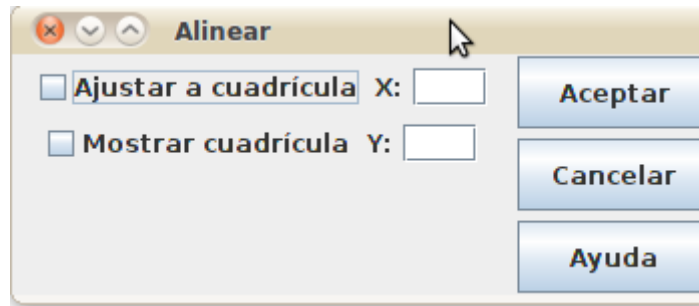 Alinear
Ajustar a cuadrícula X:
Aceptar
Mostrar cuadrícula Y:
Cancelar
Ayuda